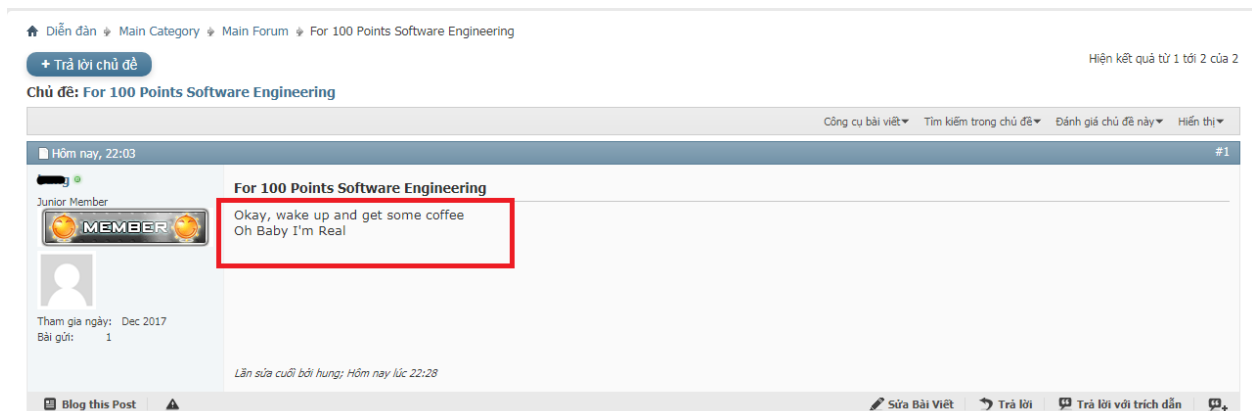 Diễn đàn Main Category Main Forum For 100 Points Software Engineering
+ Trả lời chủ đề
Hiện kết quả từ 1 tới 2 của 2
Chủ đề: For 100 Points Software Engineering
Công cụ bài viết Tìm kiếm trong chủ đề Đánh giá chủ đề này Hiển thị
Hôm nay, 22:03 #1
g
Junior Member
MEMBER
For 100 Points Software Engineering
Okay, wake up and get some coffee
Oh Baby I'm Real
Tham gia ngày: Dec 2017
Bài gửi: 1
Lần sửa cuối bởi hung; Hôm nay lúc 22:28
Blog this Post Sửa Bài Viết Trả lời Trả lời với trích dẫn